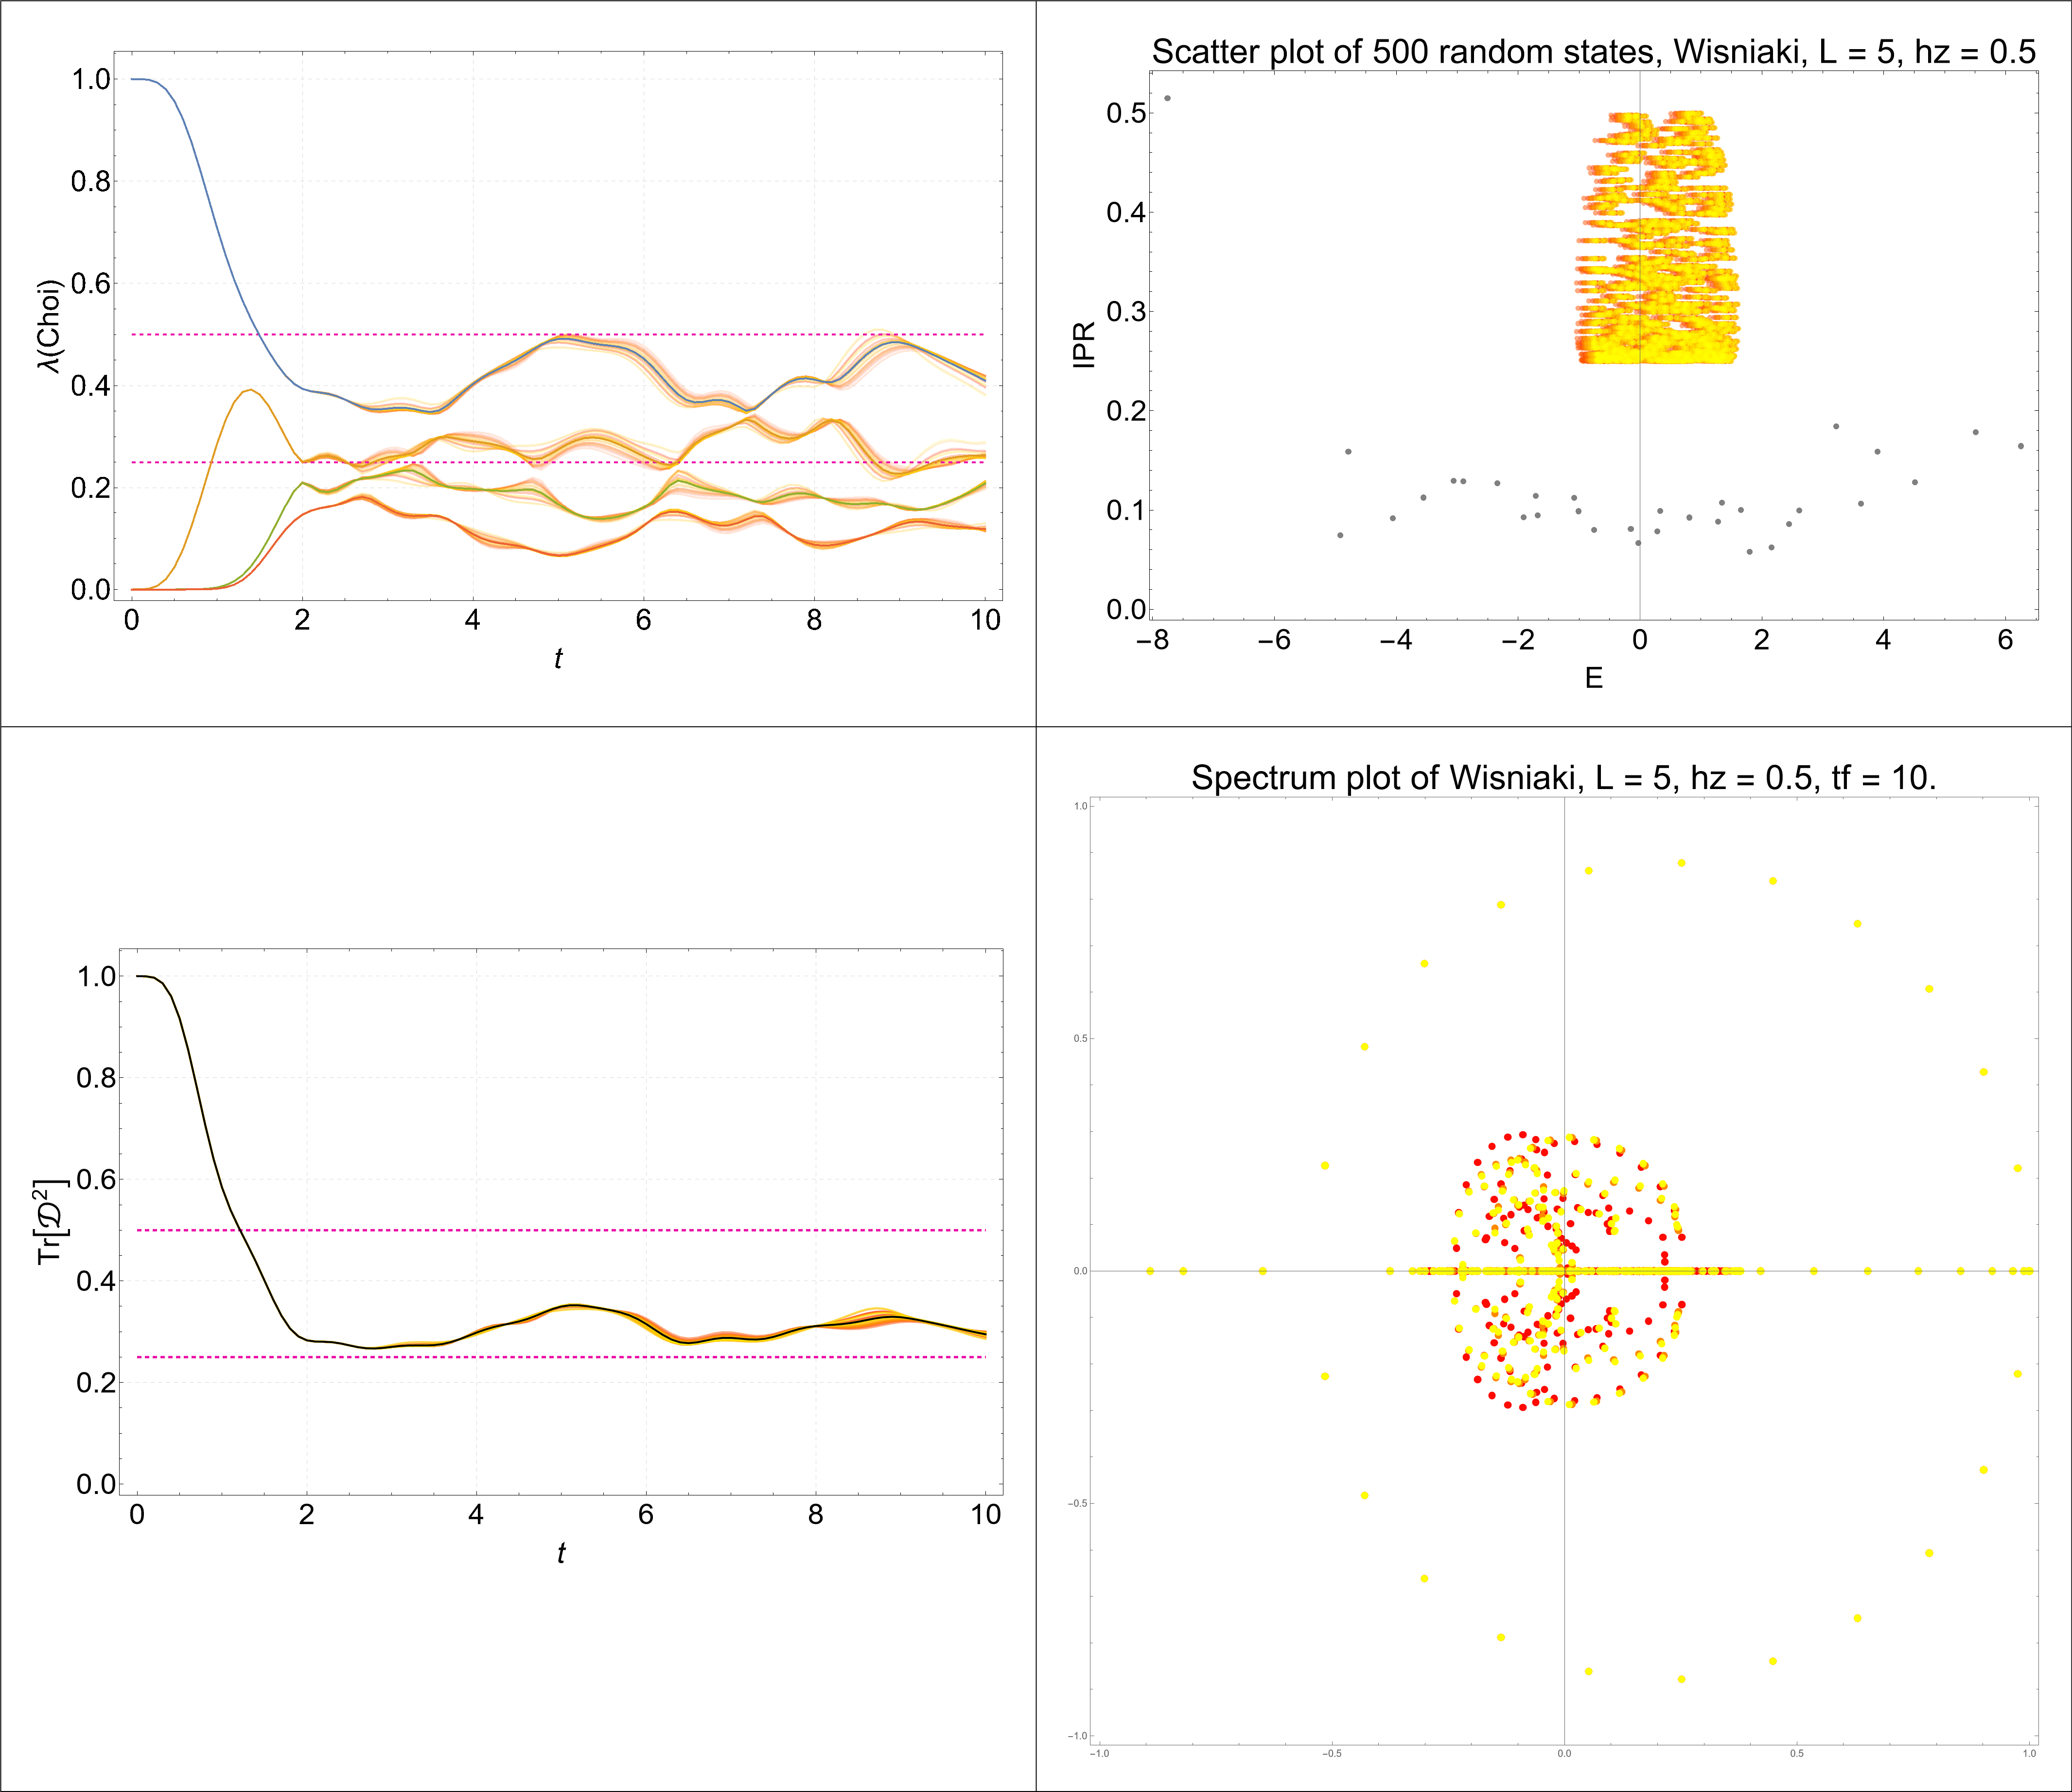 1.0
0.8
0.6
0.4
0.2
0.0
λ(Choi)
0 2 4 6 8 10
t
Scatter plot of 500 random states, Wisniaki, L = 5, hz = 0.5
0.5
0.4
0.3
0.2
0.1
0.0
IPR
−8 −6 −4 −2 0 2 4 6
E
1.0
0.8
0.6
0.4
0.2
0.0
Tr[𝒟²]
0 2 4 6 8 10
t
Spectrum plot of Wisniaki, L = 5, hz = 0.5, tf = 10.
1.0
0.5
0.0
−0.5
−1.0
−1.0 −0.5 0.0 0.5 1.0